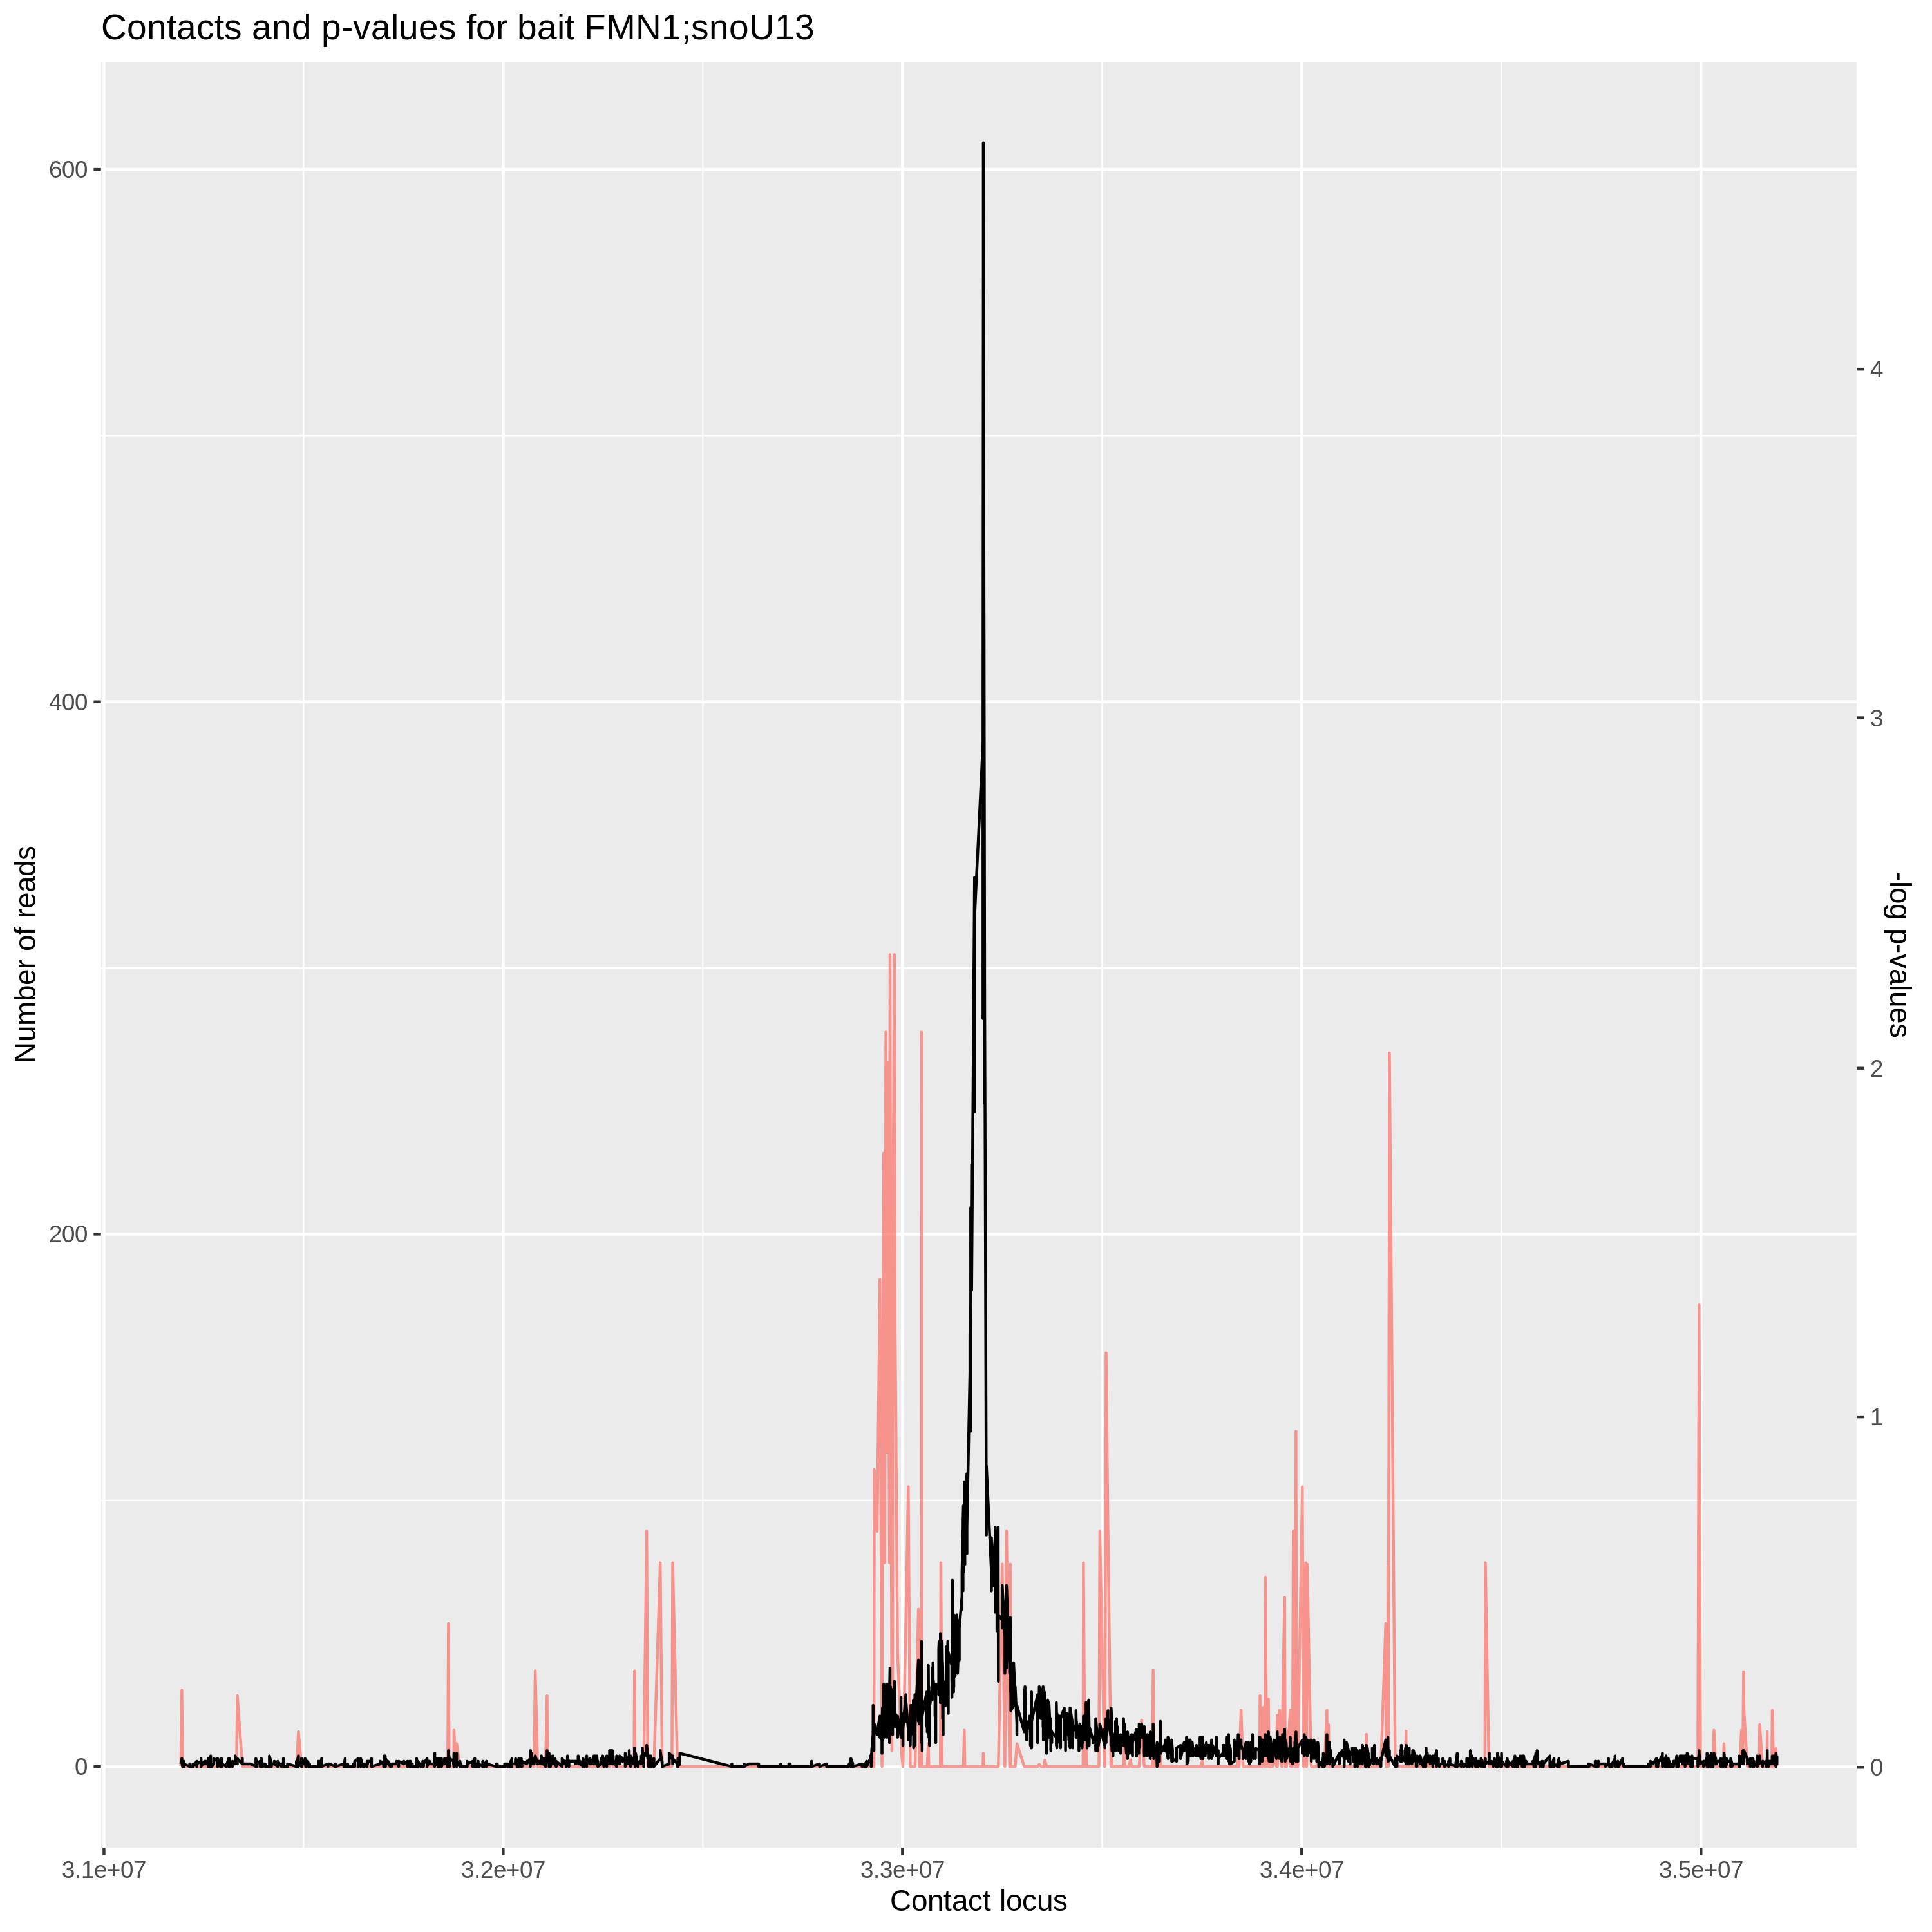 Contacts and p-values for bait FMN1;snoU13
600
400
200
0
Number of reads
4
3
2
1
0
-log p-values
3.1e+07
3.2e+07
3.3e+07
3.4e+07
3.5e+07
Contact locus